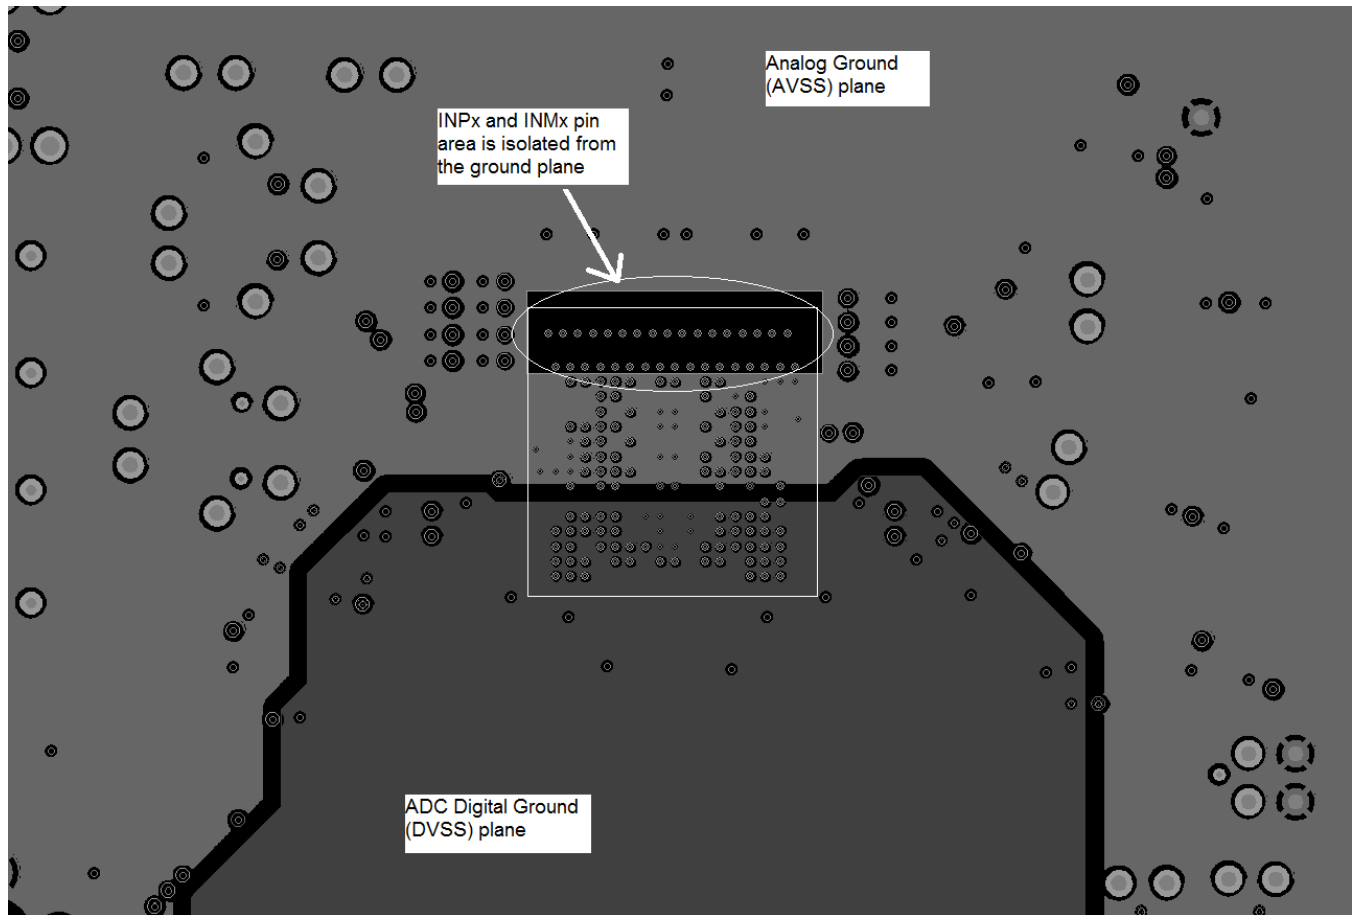 Analog Ground
(AVSS) plane
INPx and INMx pin
area is isolated from
the ground plane
ADC Digital Ground
(DVSS) plane